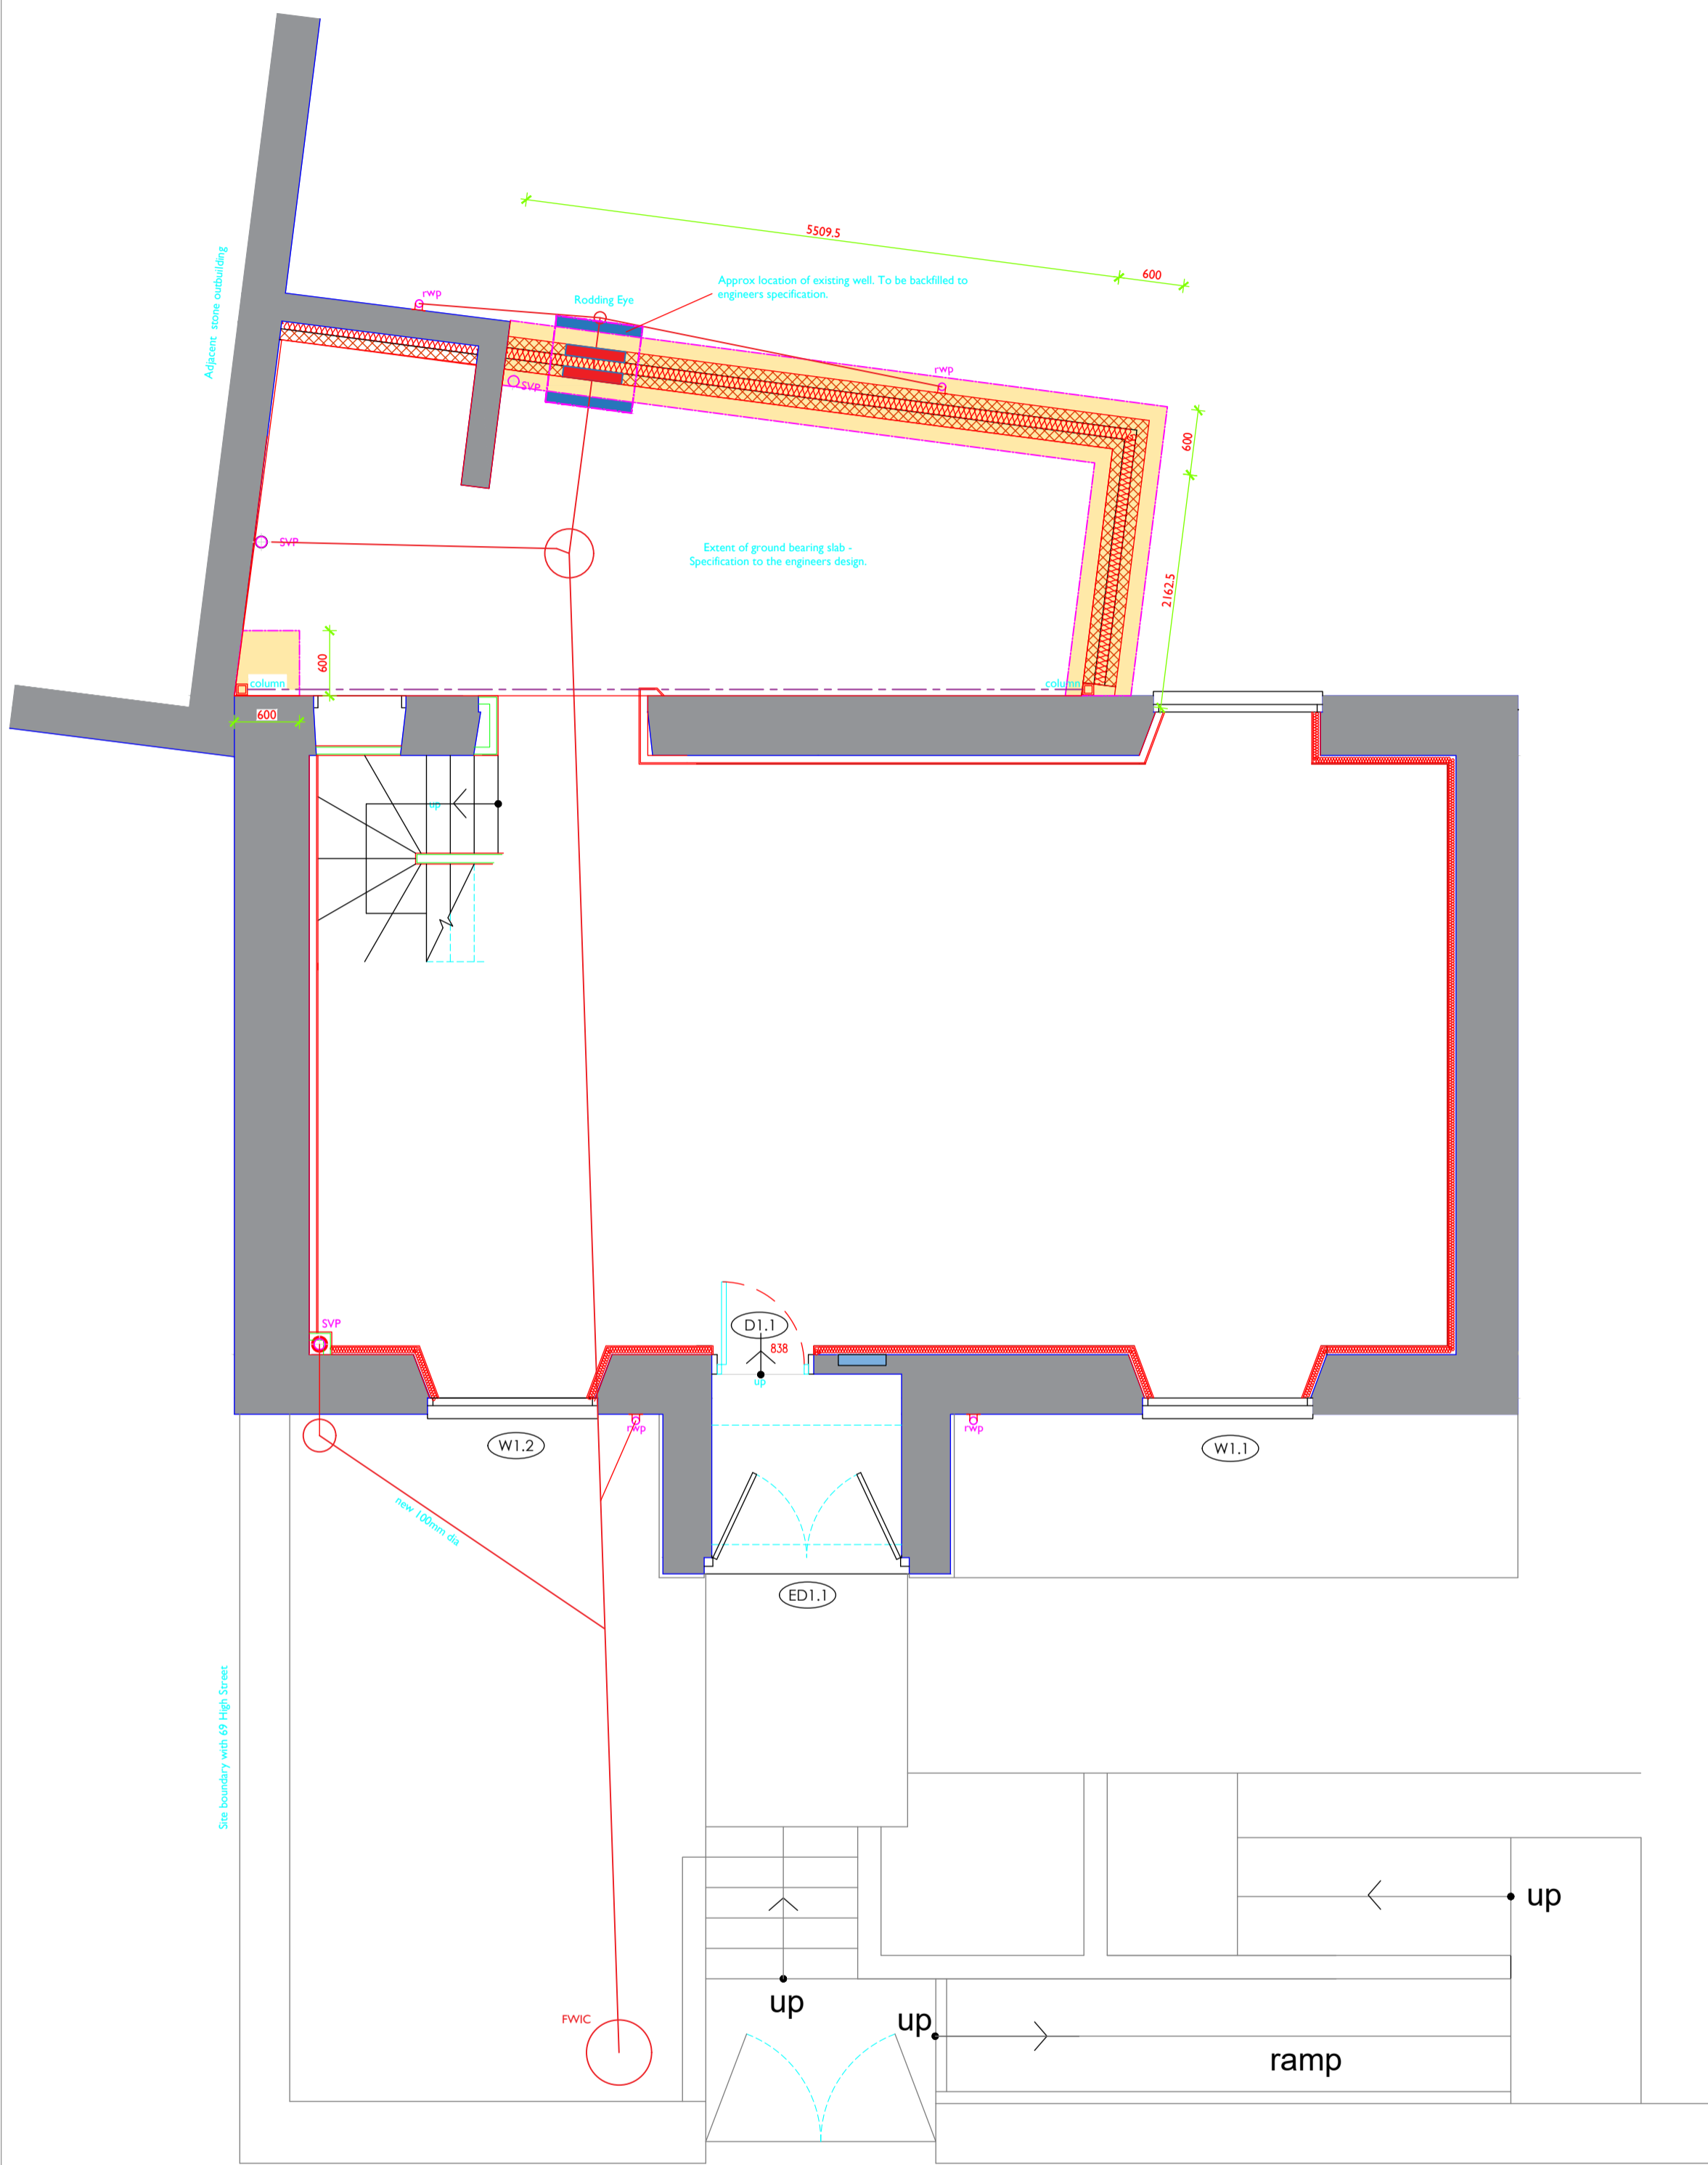 5509.5
600
Adjacent stone outbuilding
Approx location of existing well. To be backfilled to
engineers specification.
rwp
Rodding Eye
rwp
SVP
600
SVP
Extent of ground bearing slab -
Specification to the engineers design.
2162.5
600
column
column
600
up
SVP
D1.1
838
up
rwp
rwp
W1.2
W1.1
new 100mm dia
ED1.1
Site boundary with 69 High Street
up
up
up
FWIC
ramp